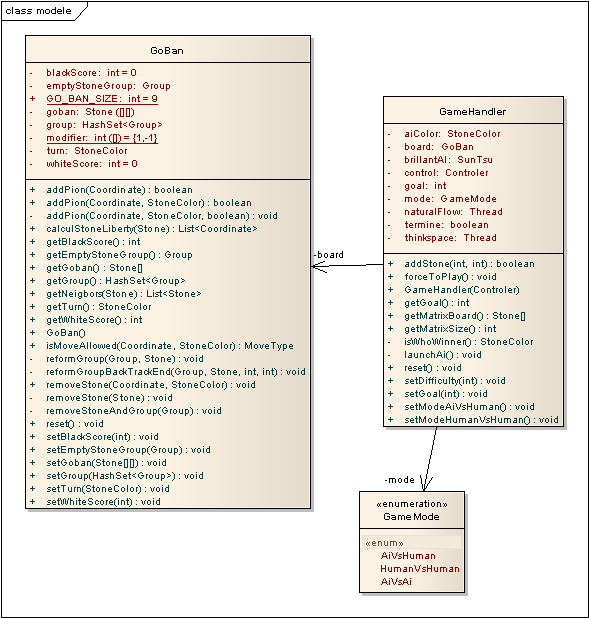 class modele
GoBan
- blackScore: int = 0
- emptyStoneGroup: Group
+ GO_BAN_SIZE: int = 9
- goban: Stone ([][])
- group: HashSet<Group>
- modifier: int ([]) = {1,-1}
- turn: StoneColor
- whiteScore: int = 0
+ addPion(Coordinate) : boolean
+ addPion(Coordinate, StoneColor) : boolean
- addPion(Coordinate, StoneColor, boolean) : void
+ calculStoneLiberty(Stone) : List<Coordinate>
+ getBlackScore() : int
+ getEmptyStoneGroup() : Group
+ getGoban() : Stone[]
+ getGroup() : HashSet<Group>
+ getNeigbors(Stone) : List<Stone>
+ getTurn() : StoneColor
+ getWhiteScore() : int
+ GoBan()
+ isMoveAllowed(Coordinate, StoneColor) : MoveType
- reformGroup(Group, Stone) : void
- reformGroupBackTrackEnd(Group, Stone, int, int) : void
+ removeStone(Coordinate, StoneColor) : void
- removeStone(Stone) : void
- removeStoneAndGroup(Group) : void
+ reset() : void
+ setBlackScore(int) : void
+ setEmptyStoneGroup(Group) : void
+ setGoban(Stone[][]) : void
+ setGroup(HashSet<Group>) : void
+ setTurn(StoneColor) : void
+ setWhiteScore(int) : void
-board
GameHandler
- aiColor: StoneColor
- board: GoBan
- brillantAI: SunTsu
- control: Controler
- goal: int
- mode: GameMode
- naturalFlow: Thread
- termine: boolean
- thinkspace: Thread
+ addStone(int, int) : boolean
+ forceToPlay() : void
+ GameHandler(Controler)
+ getGoal() : int
+ getMatrixBoard() : Stone[]
+ getMatrixSize() : int
- isWhoWinner() : StoneColor
- launchAi() : void
+ reset() : void
+ setDifficulty(int) : void
+ setGoal(int) : void
+ setModeAiVsHuman() : void
+ setModeHumanVsHuman() : void
-mode
«enumeration»
GameMode
«enum»
AiVsHuman
HumanVsHuman
AiVsAi